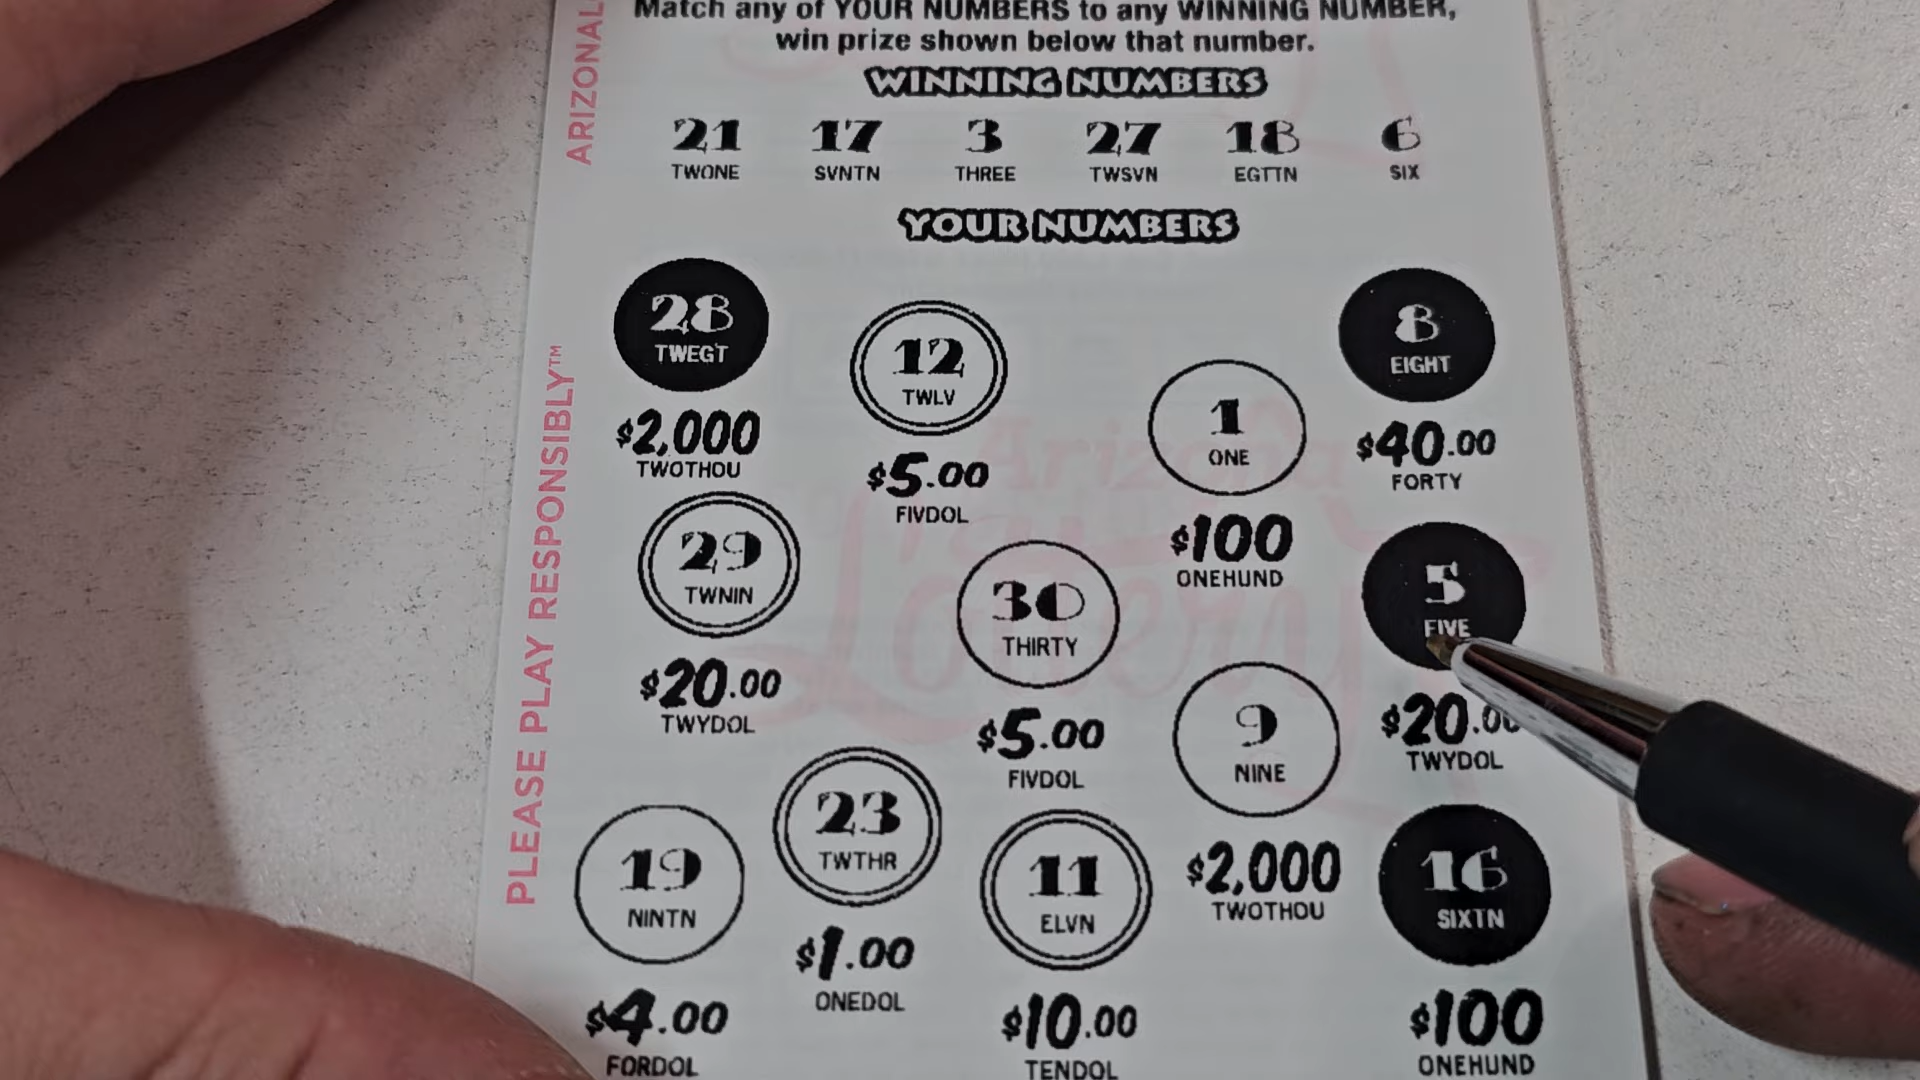 Match any of YOUR NUMBERS to any WINNING NUMBER,
win prize shown below that number.
WINNING NUMBERS
21 17 3 27 18 6
TWONE SVNTN THREE TWSVN EGTTN SIX
YOUR NUMBERS
28
TWEGT
$2,000
TWOTHOU
12
TWLV
$5.00
FIVDOL
1
ONE
$100
ONEHUND
8
EIGHT
$40.00
FORTY
29
TWNIN
$20.00
TWYDOL
30
THIRTY
$5.00
FIVDOL
9
NINE
$2,000
TWOTHOU
5
FIVE
$20.00
TWYDOL
19
NINTN
$4.00
FORDOL
23
TWTHR
$1.00
ONEDOL
11
ELVN
$10.00
TENDOL
16
SIXTN
$100
ONEHUND
PLEASE PLAY RESPONSIBLY™
ARIZONAL
Arizona
Lottery